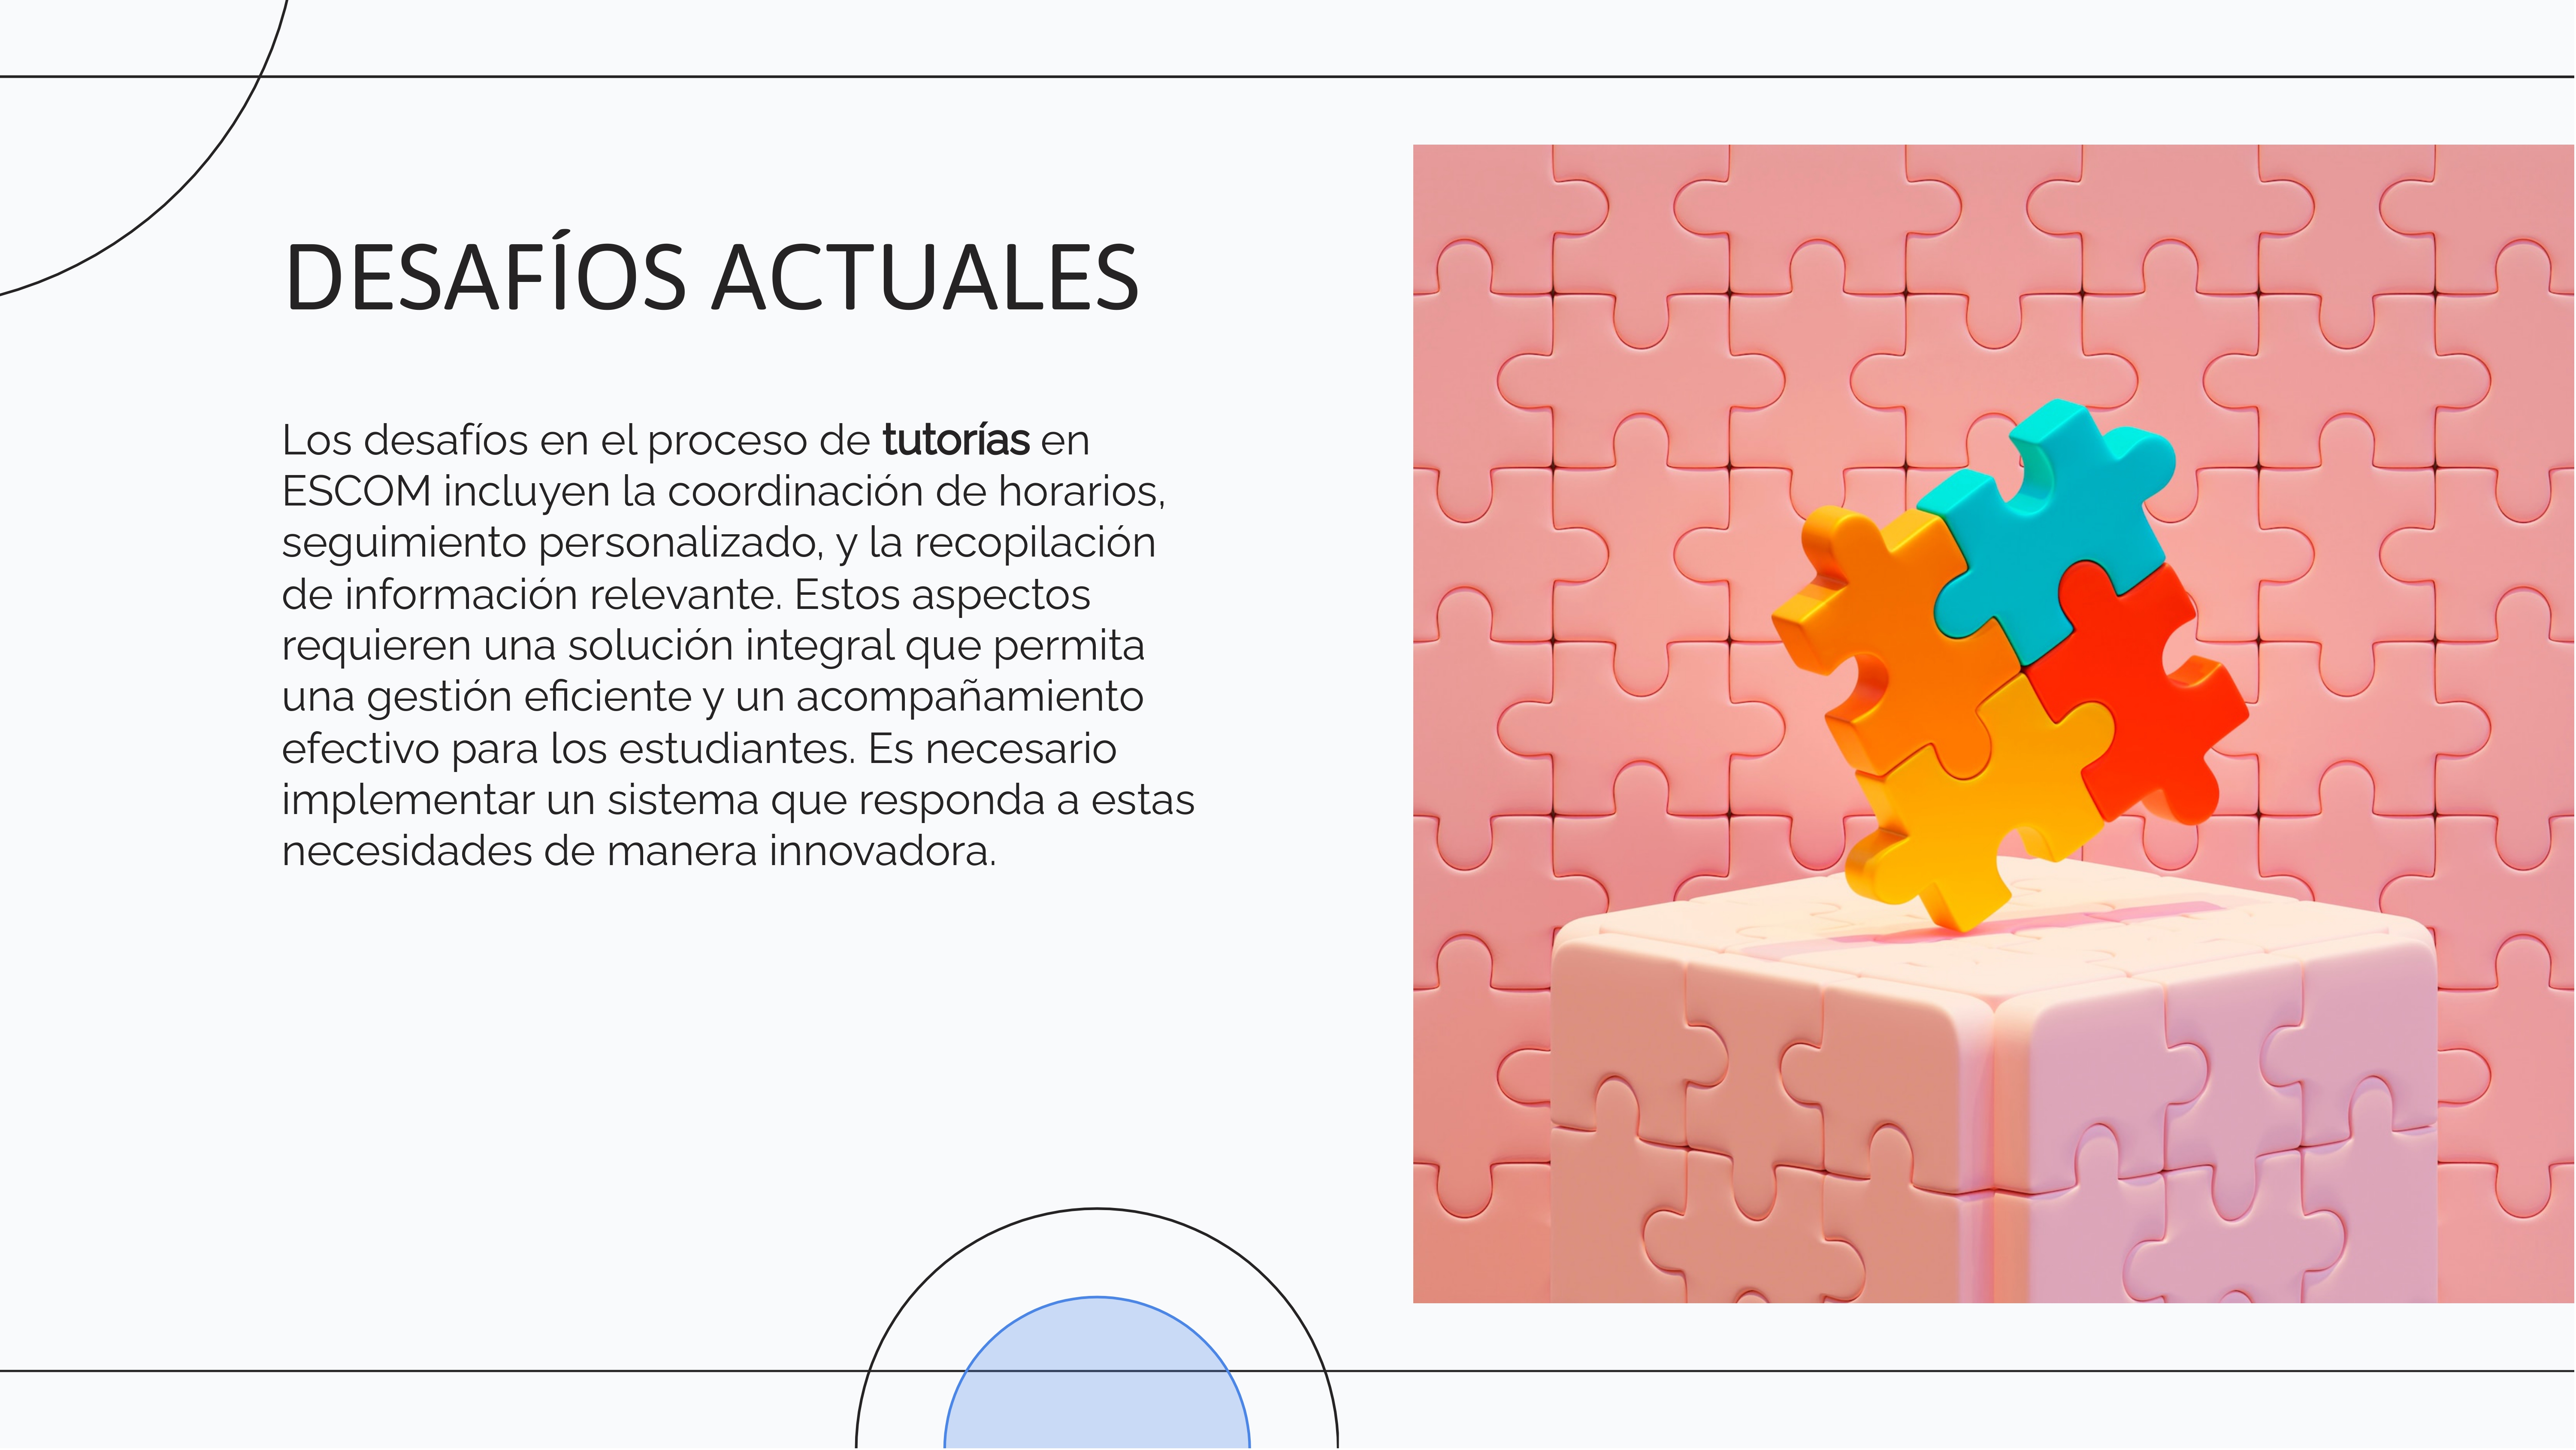 DESAFÍOS ACTUALES
Los desafíos en el proceso de tutorías en
ESCOM incluyen la coordinación de horarios,
seguimiento personalizado, y la recopilación
de información relevante. Estos aspectos
requieren una solución integral que permita
una gestión eficiente y un acompañamiento
efectivo para los estudiantes. Es necesario
implementar un sistema que responda a estas
necesidades de manera innovadora.